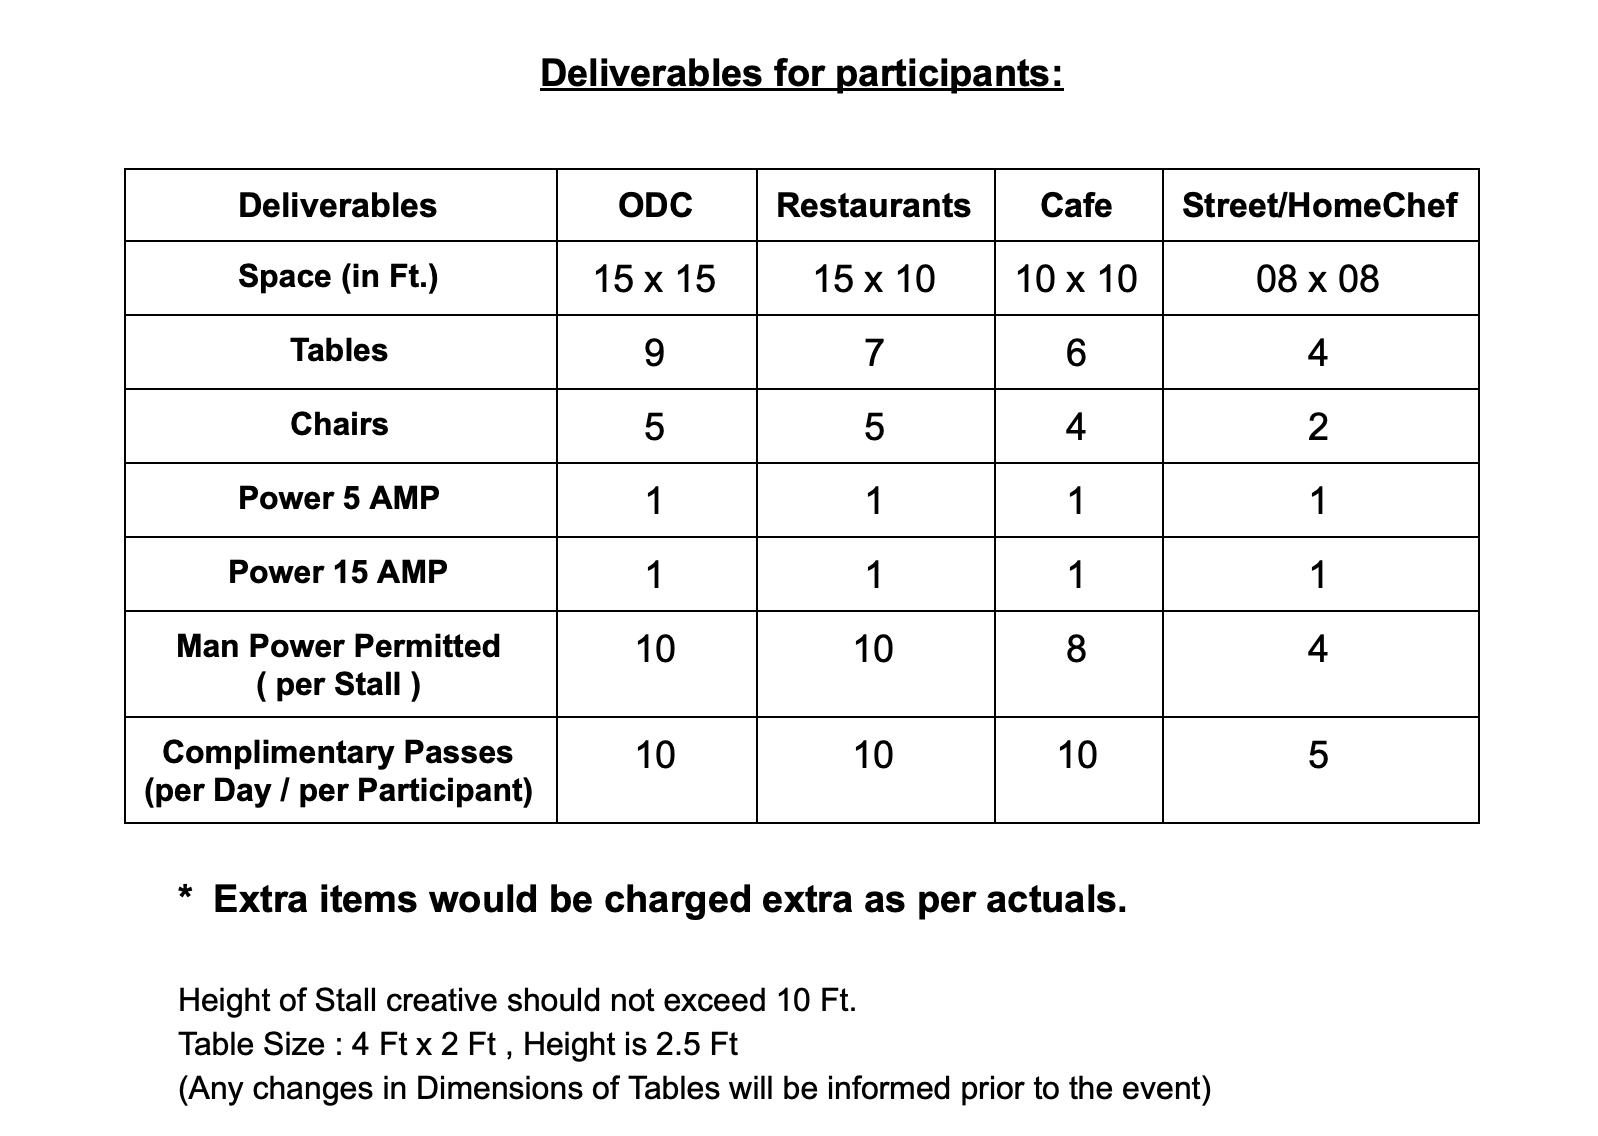 Deliverables for participants:
Deliverables ODC Restaurants Cafe Street/HomeChef
Space (in Ft.) 15 x 15 15 x 10 10 x 10 08 x 08
Tables 9 7 6 4
Chairs 5 5 4 2
Power 5 AMP 1 1 1 1
Power 15 AMP 1 1 1 1
Man Power Permitted 10 10 8 4
( per Stall )
Complimentary Passes 10 10 10 5
(per Day / per Participant)
* Extra items would be charged extra as per actuals.
Height of Stall creative should not exceed 10 Ft.
Table Size : 4 Ft x 2 Ft , Height is 2.5 Ft
(Any changes in Dimensions of Tables will be informed prior to the event)